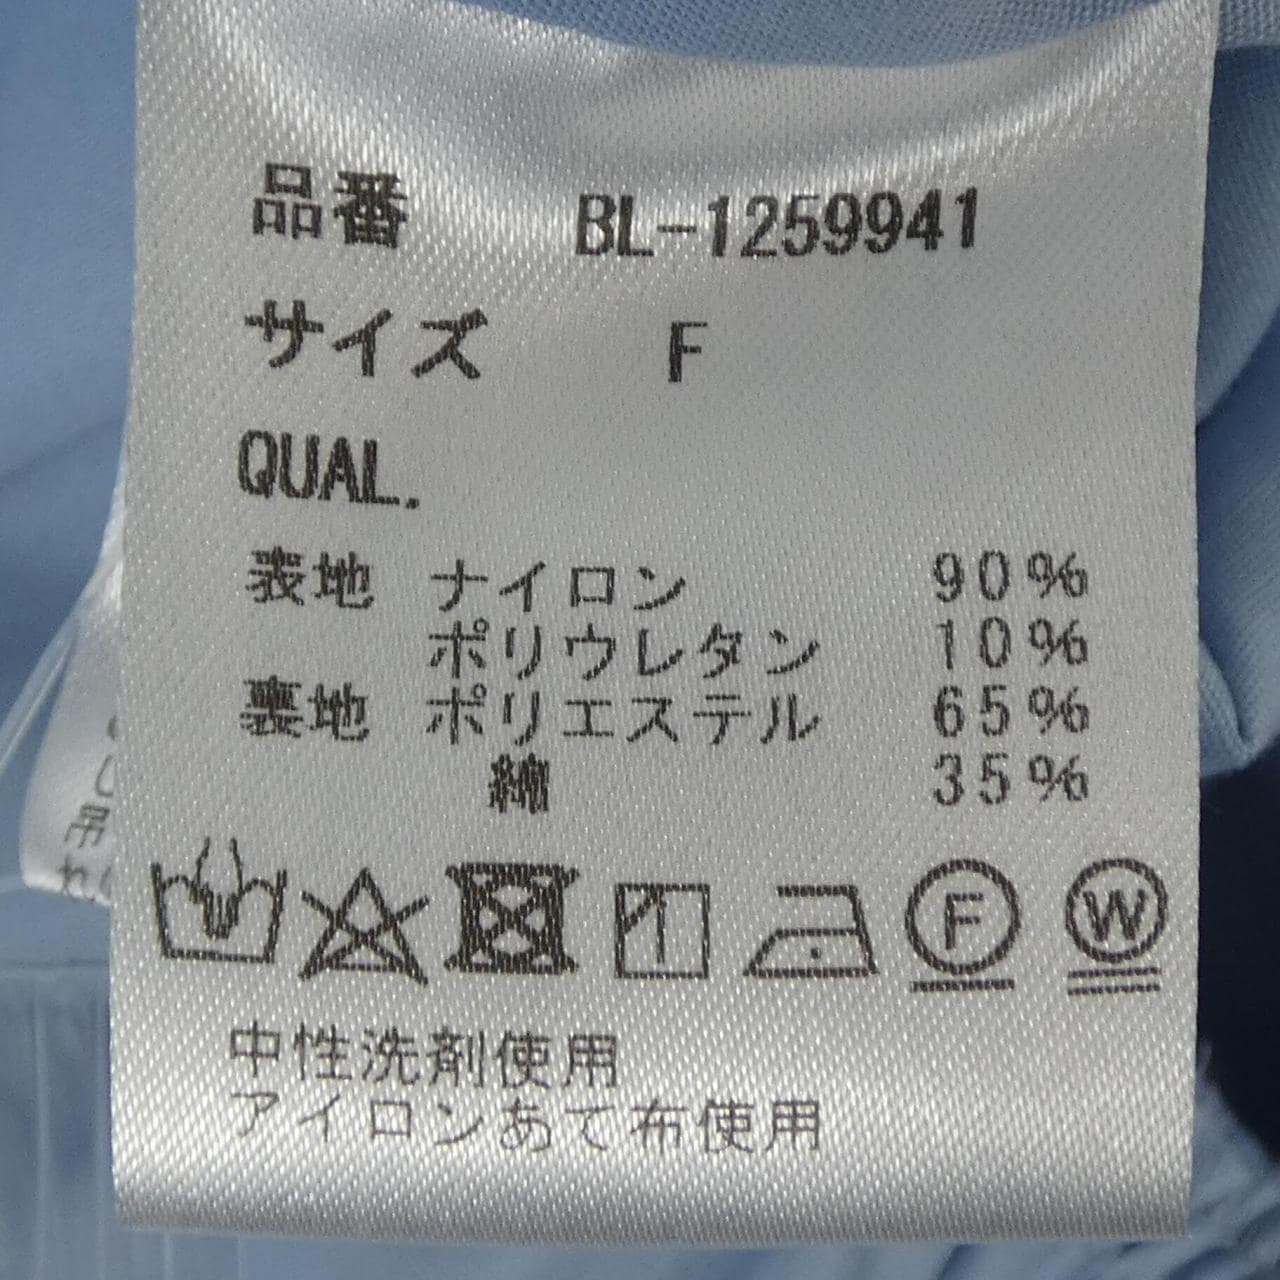 品番 BL-1259941
サイズ F
QUAL.
表地 ナイロン 90%
ポリウレタン 10%
裏地 ポリエステル 65%
綿 35%
F W
中性洗剤使用
アイロンあて布使用